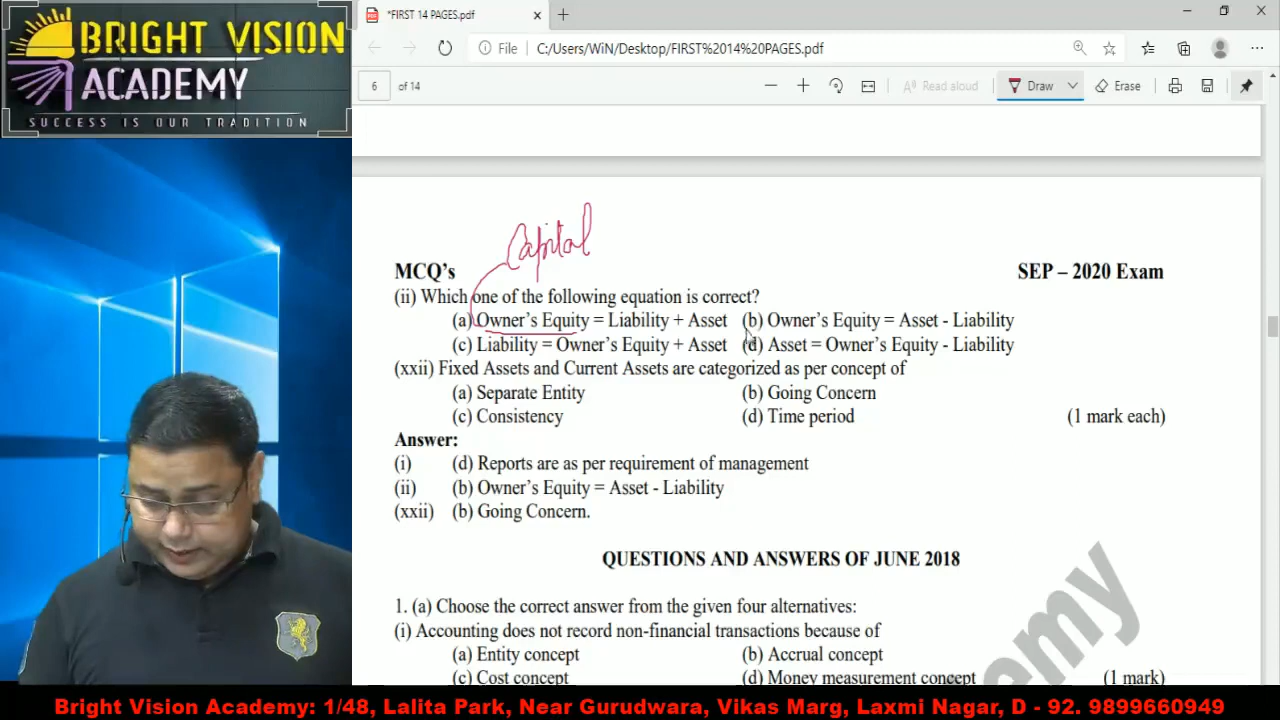 BRIGHT VISION
ACADEMY
SUCCESS IS OUR TRADITION
*FIRST 14 PAGES.pdf
File C:/Users/WiN/Desktop/FIRST%2014%20PAGES.pdf
6 of 14 Read aloud Draw Erase
Capital
MCQ's SEP – 2020 Exam
(ii) Which one of the following equation is correct?
(a) Owner's Equity = Liability + Asset (b) Owner's Equity = Asset - Liability
(c) Liability = Owner's Equity + Asset (d) Asset = Owner's Equity - Liability
(xxii) Fixed Assets and Current Assets are categorized as per concept of
(a) Separate Entity (b) Going Concern
(c) Consistency (d) Time period (1 mark each)
Answer:
(i) (d) Reports are as per requirement of management
(ii) (b) Owner's Equity = Asset - Liability
(xxii) (b) Going Concern.
QUESTIONS AND ANSWERS OF JUNE 2018
1. (a) Choose the correct answer from the given four alternatives:
(i) Accounting does not record non-financial transactions because of
(a) Entity concept (b) Accrual concept
(c) Cost concept (d) Money measurement concept (1 mark)
emy
Bright Vision Academy: 1/48, Lalita Park, Near Gurudwara, Vikas Marg, Laxmi Nagar, D - 92. 9899660949